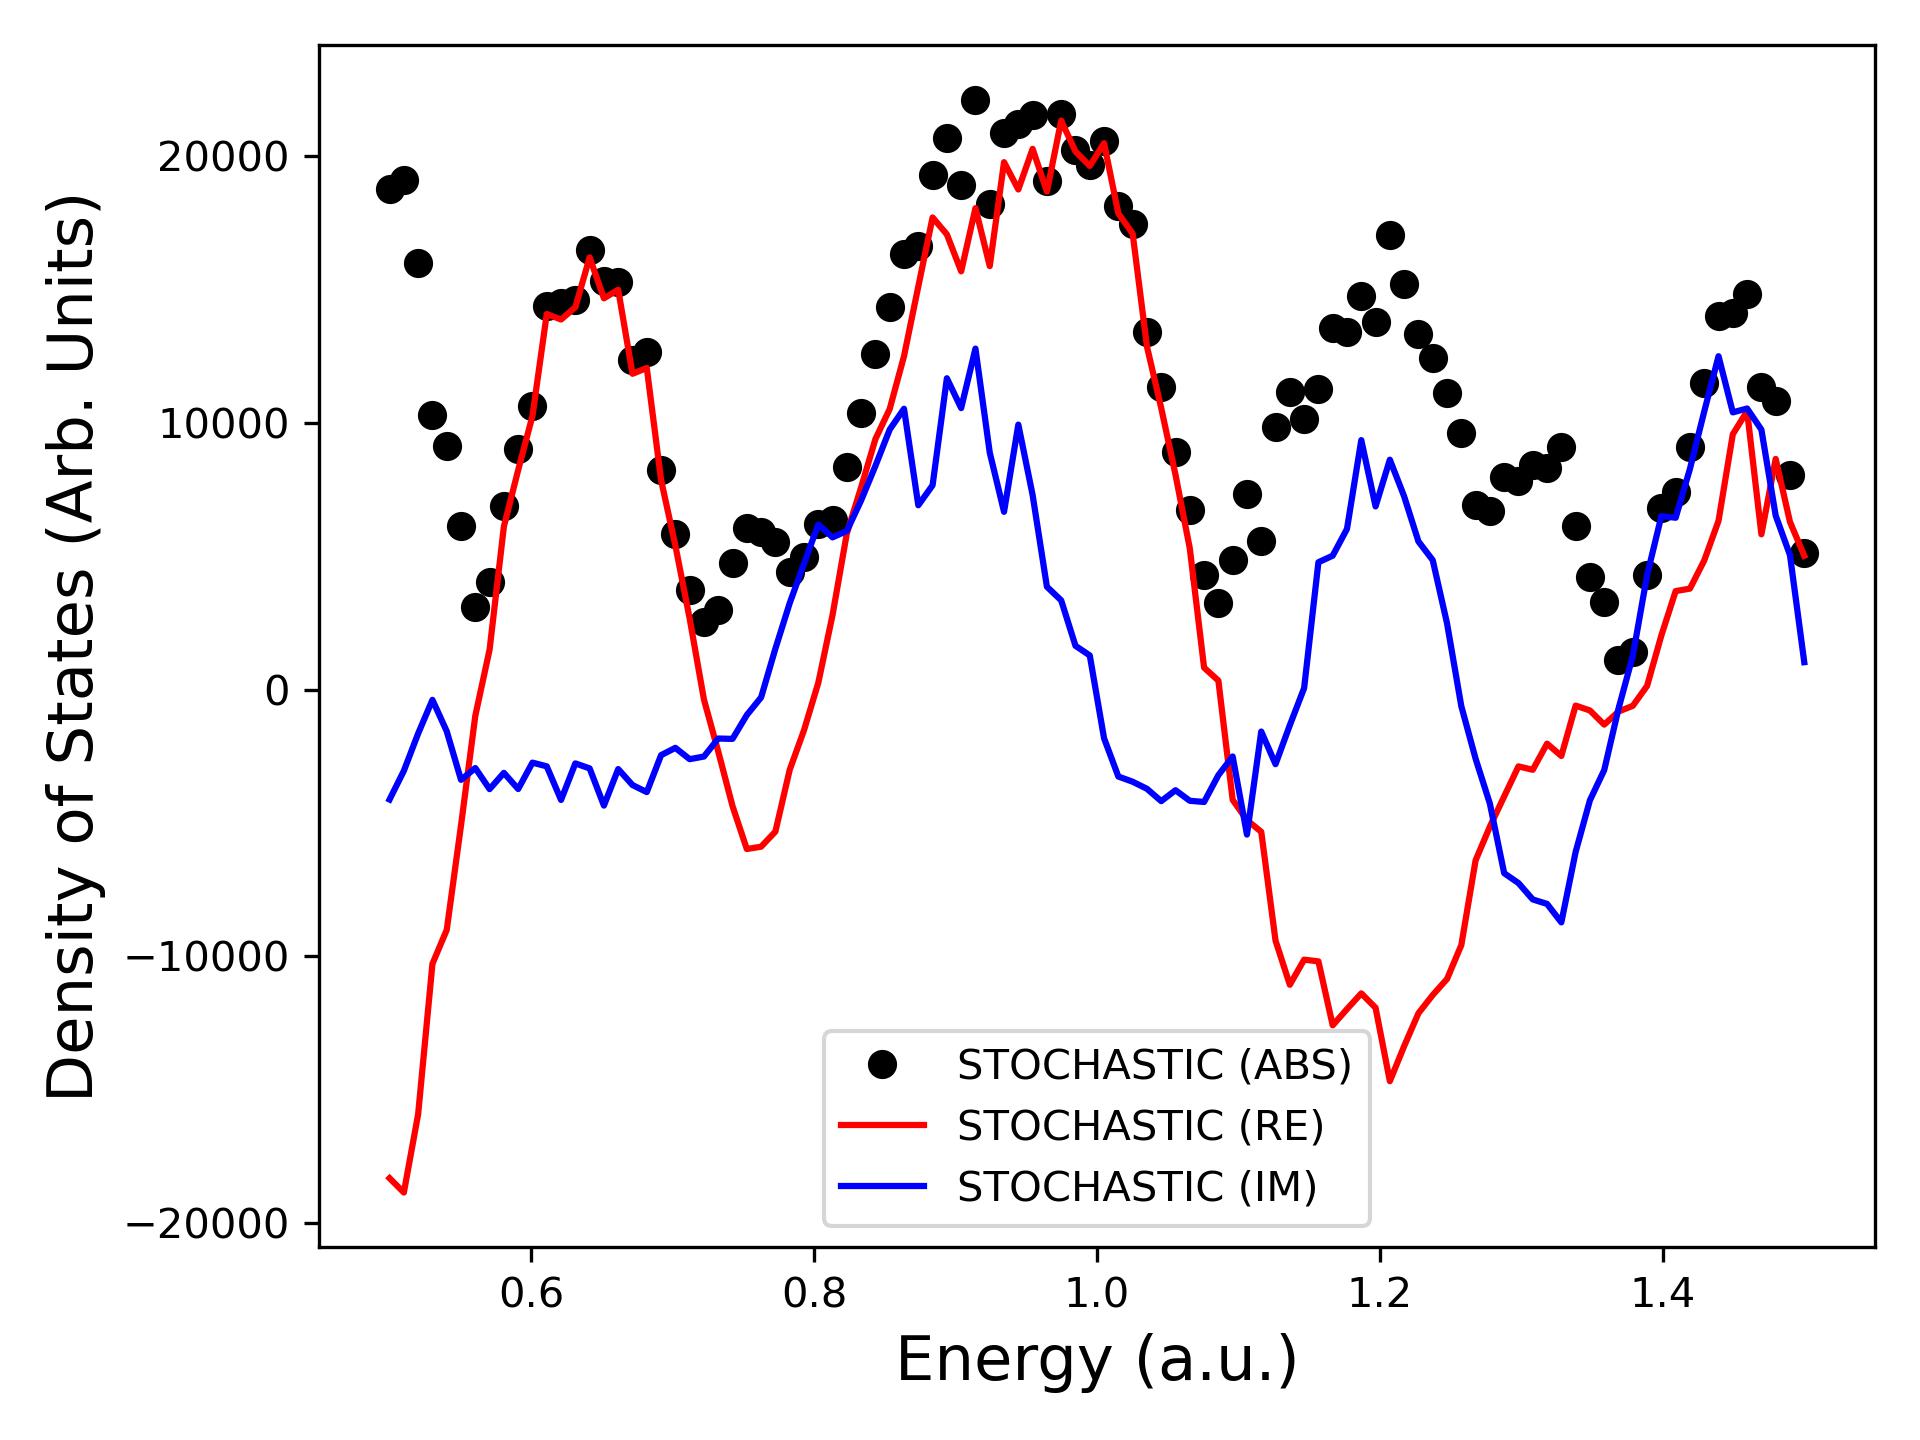 Density of States (Arb. Units)
20000
10000
0
−10000
−20000
STOCHASTIC (ABS)
STOCHASTIC (RE)
STOCHASTIC (IM)
0.6 0.8 1.0 1.2 1.4
Energy (a.u.)